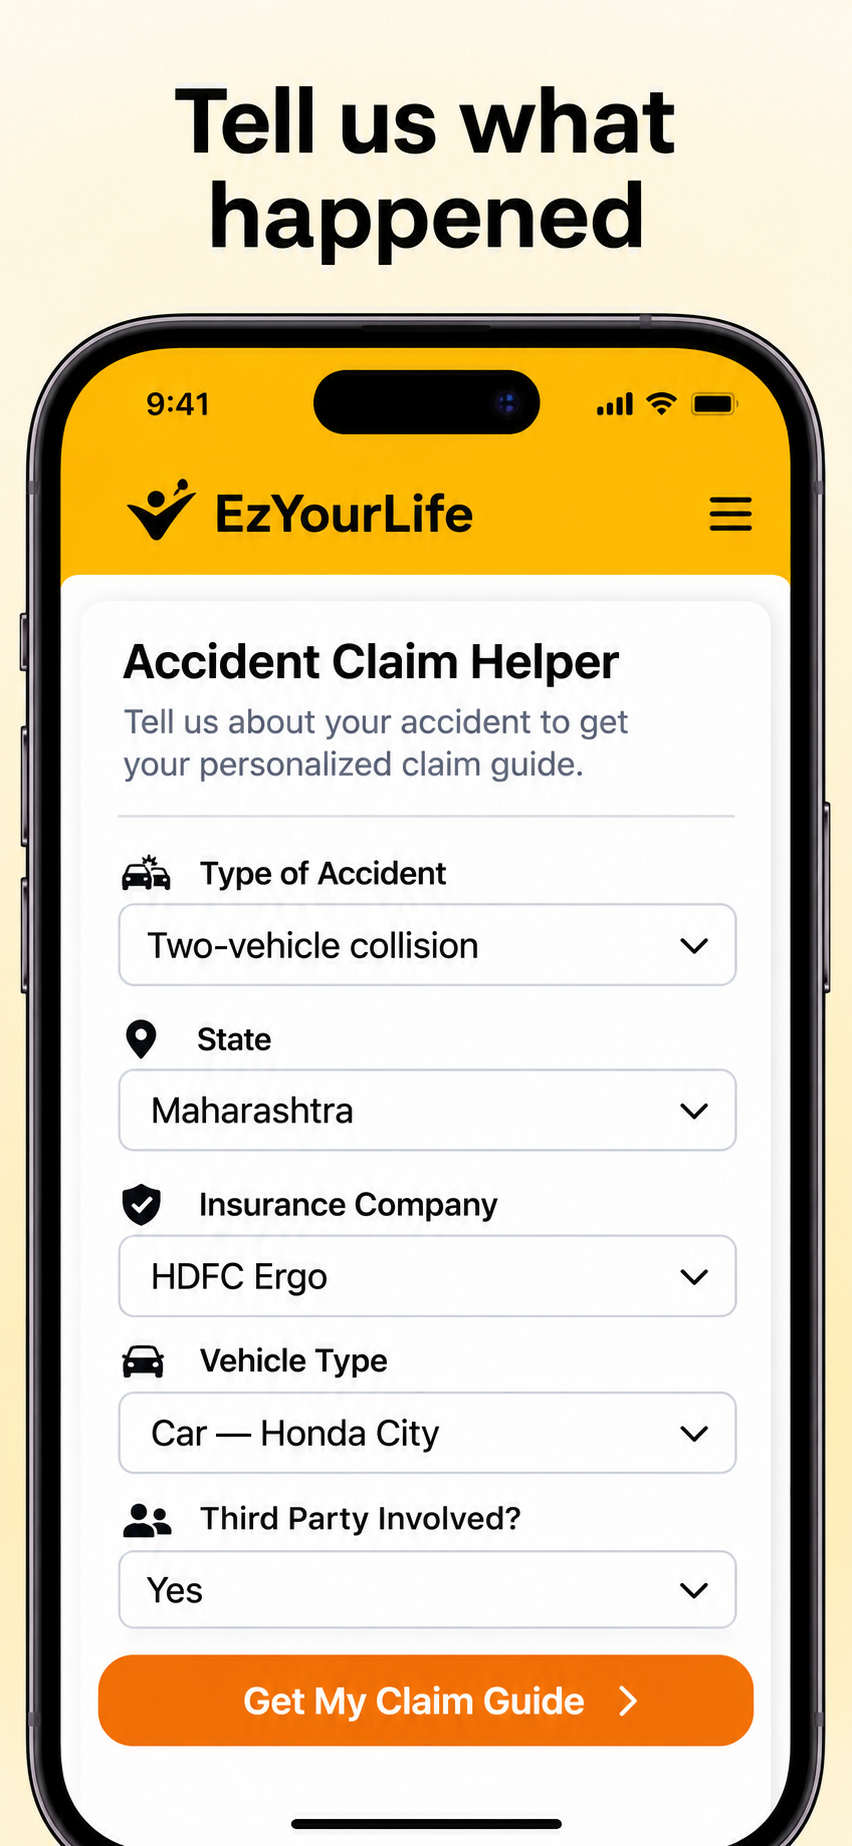 Tell us what
happened
9:41
EzYourLife
Accident Claim Helper
Tell us about your accident to get
your personalized claim guide.
Type of Accident
Two-vehicle collision
State
Maharashtra
Insurance Company
HDFC Ergo
Vehicle Type
Car — Honda City
Third Party Involved?
Yes
Get My Claim Guide